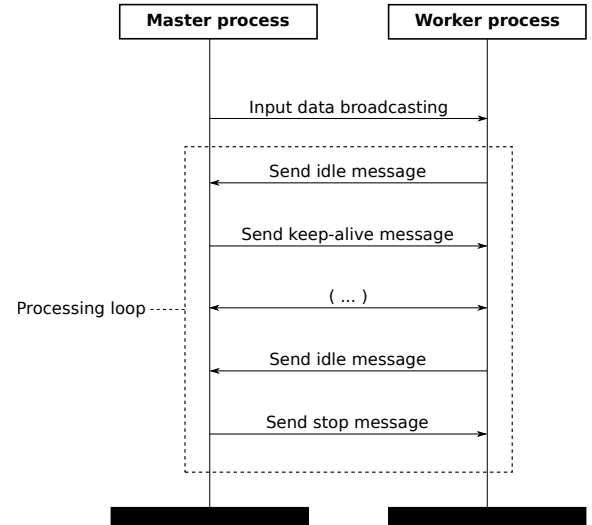 Master process
Worker process
Input data broadcasting
Send idle message
Send keep-alive message
( ... )
Processing loop
Send idle message
Send stop message